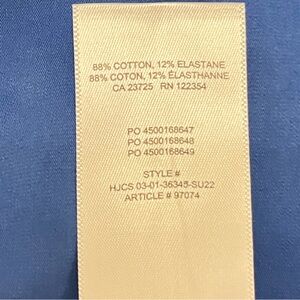 88% COTTON, 12% ELASTANE
88% COTON, 12% ÉLASTHANNE
CA 23725 RN 122354
PO 4500168647
PO 4500168648
PO 4500168649
STYLE #
HJCS 03-01-36345-SU22
ARTICLE # 97074